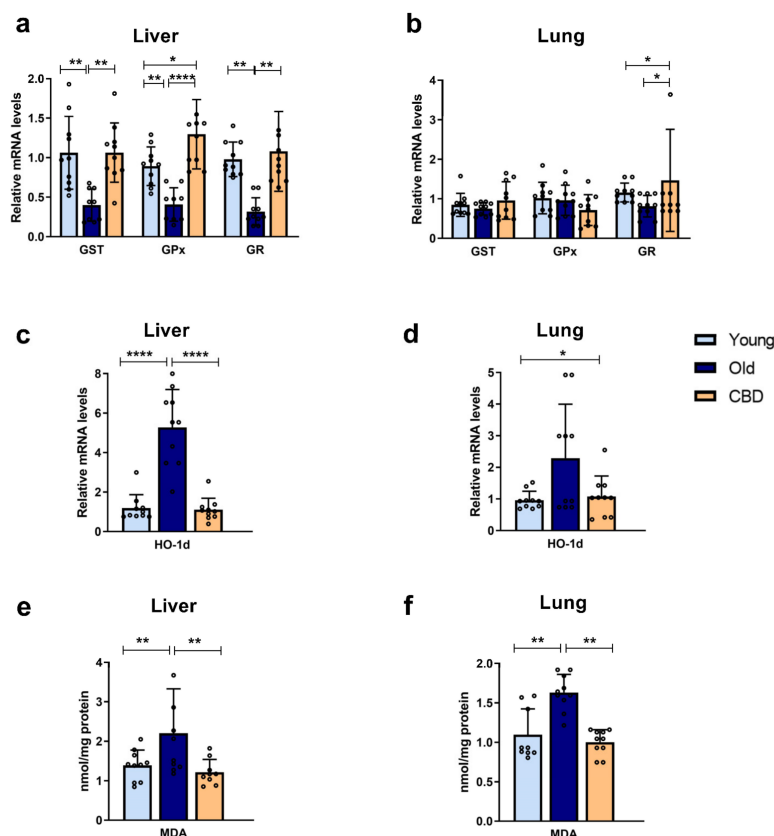 a
Liver
** ** * ** **** ** **
Relative mRNA levels
2.0
1.5
1.0
0.5
0.0
GST GPx GR
b
Lung
*
*
Relative mRNA levels
4
3
2
1
0
GST GPx GR
c
Liver
**** ****
Relative mRNA levels
8
6
4
2
0
HO-1d
d
Lung
*
Relative mRNA levels
5
4
3
2
1
0
HO-1d
Young
Old
CBD
e
Liver
** **
nmol/mg protein
4
3
2
1
0
MDA
f
Lung
** **
nmol/mg protein
2.0
1.5
1.0
0.5
0.0
MDA